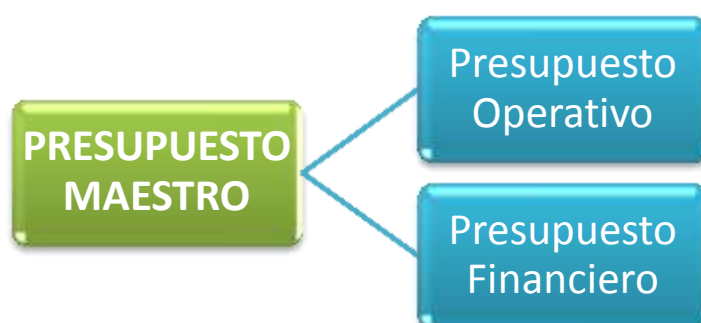 PRESUPUESTO
MAESTRO
Presupuesto
Operativo
Presupuesto
Financiero